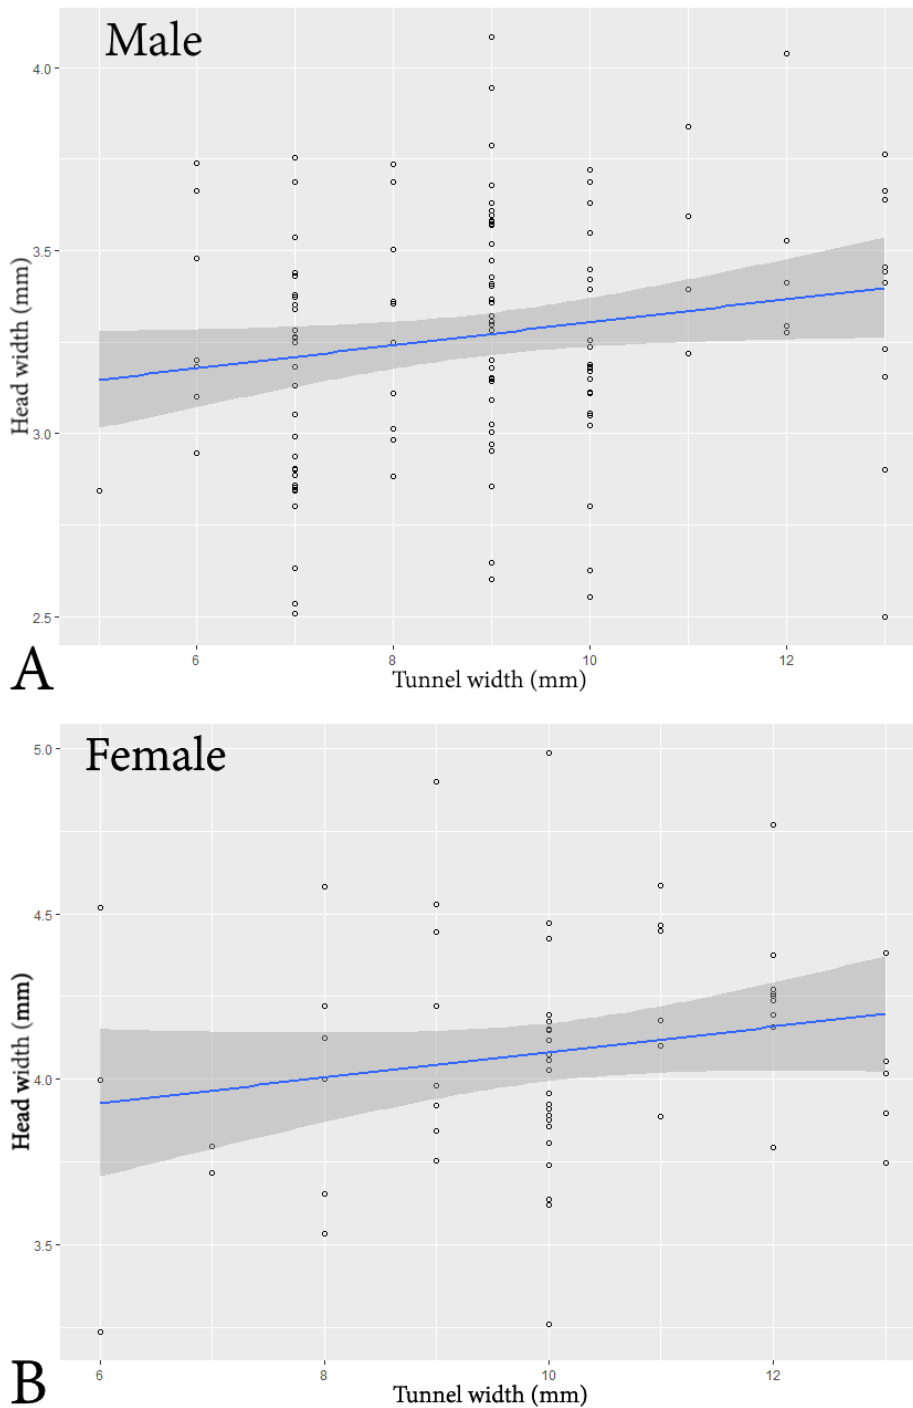 Male
4.0
3.5
3.0
2.5
Head width (mm)
6 8 10 12
Tunnel width (mm)
A
Female
5.0
4.5
4.0
3.5
Head width (mm)
6 8 10 12
Tunnel width (mm)
B